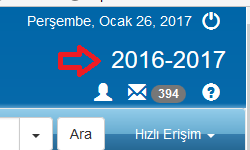 Perşembe, Ocak 26, 2017
2016-2017
394
Ara
Hızlı Erişim